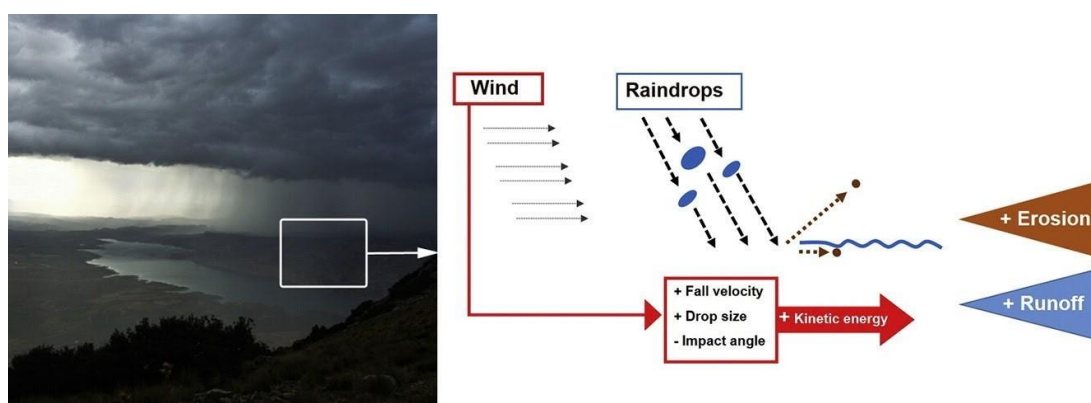 Wind
Raindrops
+ Erosion
+ Fall velocity
+ Drop size
- Impact angle
+ Kinetic energy
+ Runoff